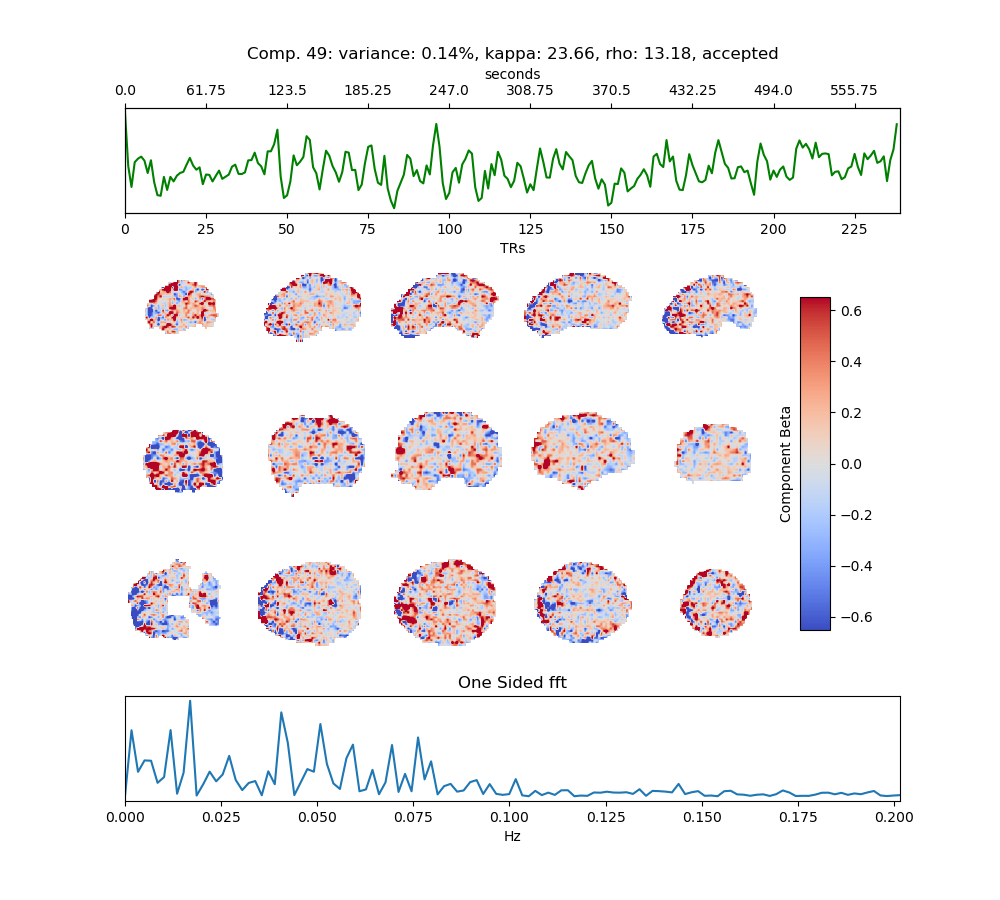 Comp. 49: variance: 0.14%, kappa: 23.66, rho: 13.18, accepted
seconds
0.0 61.75 123.5 185.25 247.0 308.75 370.5 432.25 494.0 555.75
0 25 50 75 100 125 150 175 200 225
TRs
0.6
0.4
0.2
0.0
−0.2
−0.4
−0.6
Component Beta
One Sided fft
0.000 0.025 0.050 0.075 0.100 0.125 0.150 0.175 0.200
Hz